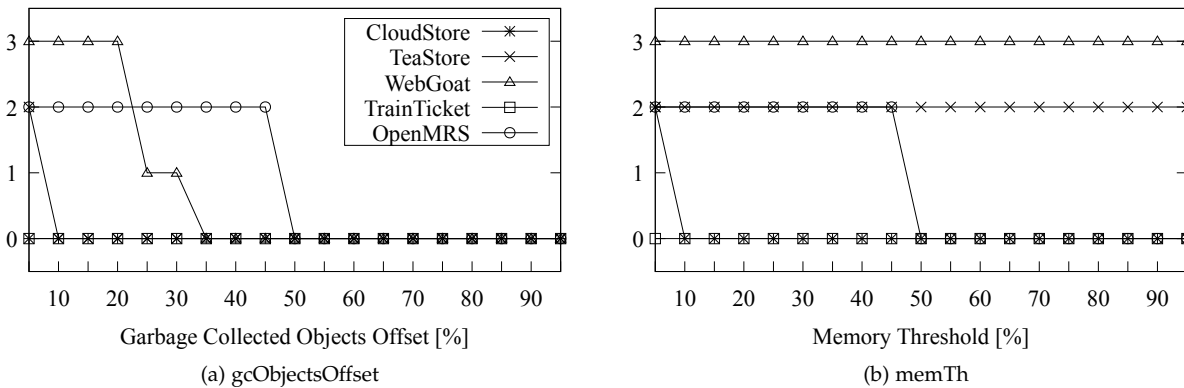 3
2
1
0
CloudStore
TeaStore
WebGoat
TrainTicket
OpenMRS
10 20 30 40 50 60 70 80 90
Garbage Collected Objects Offset [%]
(a) gcObjectsOffset
3
2
1
0
10 20 30 40 50 60 70 80 90
Memory Threshold [%]
(b) memTh